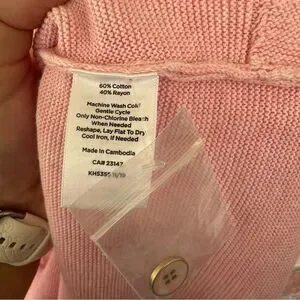 60% Cotton
40% Rayon
Machine Wash Cold
Gentle Cycle
Only Non-Chlorine Bleach
When Needed
Reshape, Lay Flat To Dry
Cool Iron, If Needed
Made in Cambodia
CA# 23147